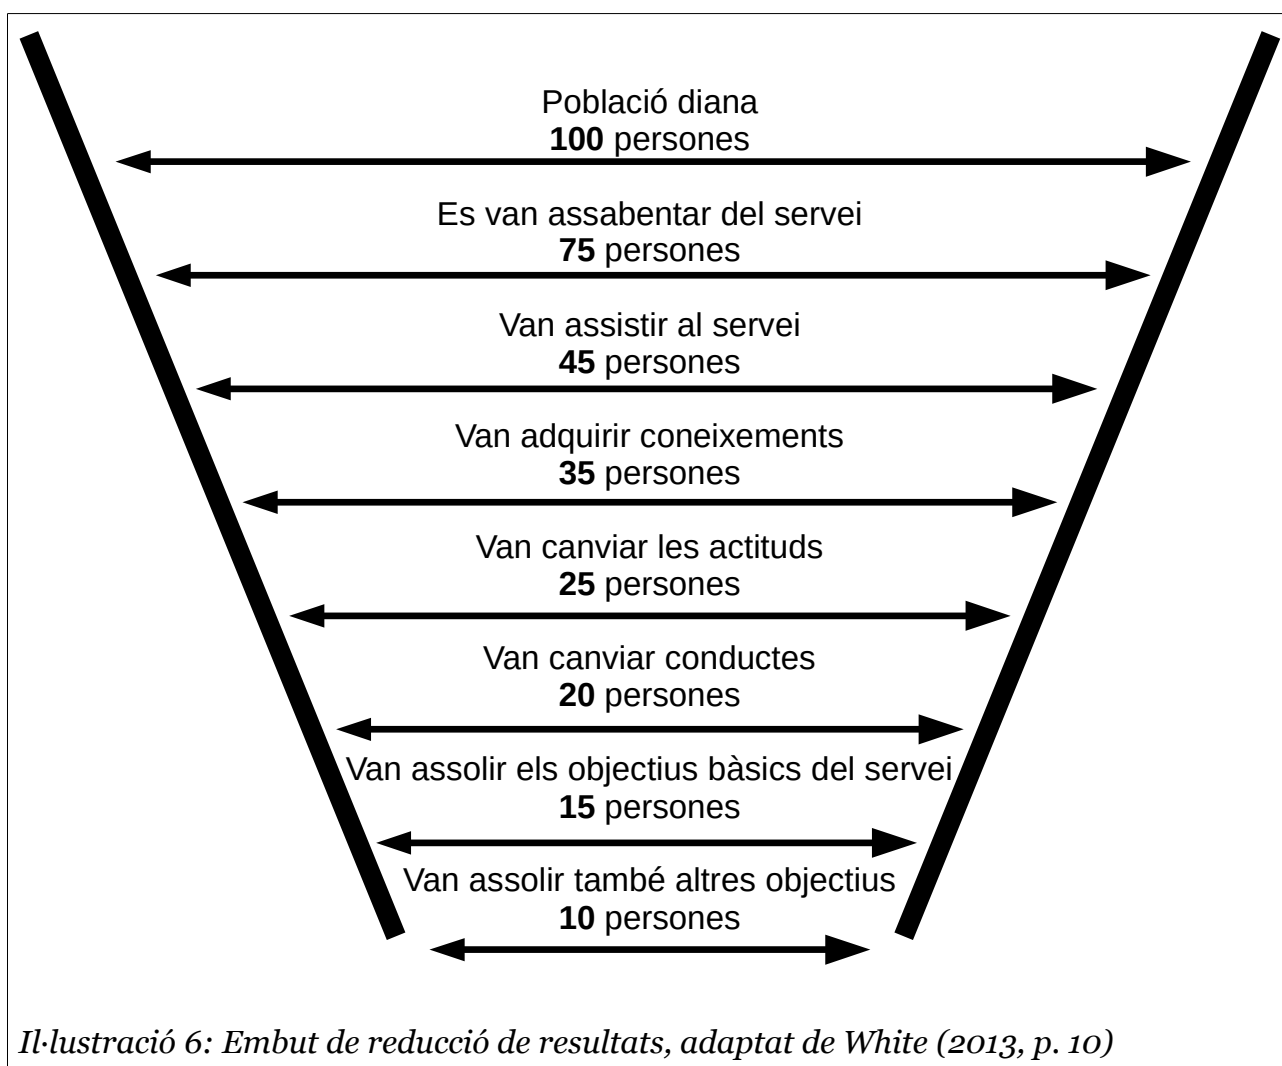 Població diana
100 persones
Es van assabentar del servei
75 persones
Van assistir al servei
45 persones
Van adquirir coneixements
35 persones
Van canviar les actituds
25 persones
Van canviar conductes
20 persones
Van assolir els objectius bàsics del servei
15 persones
Van assolir també altres objectius
10 persones
Il·lustració 6: Embut de reducció de resultats, adaptat de White (2013, p. 10)